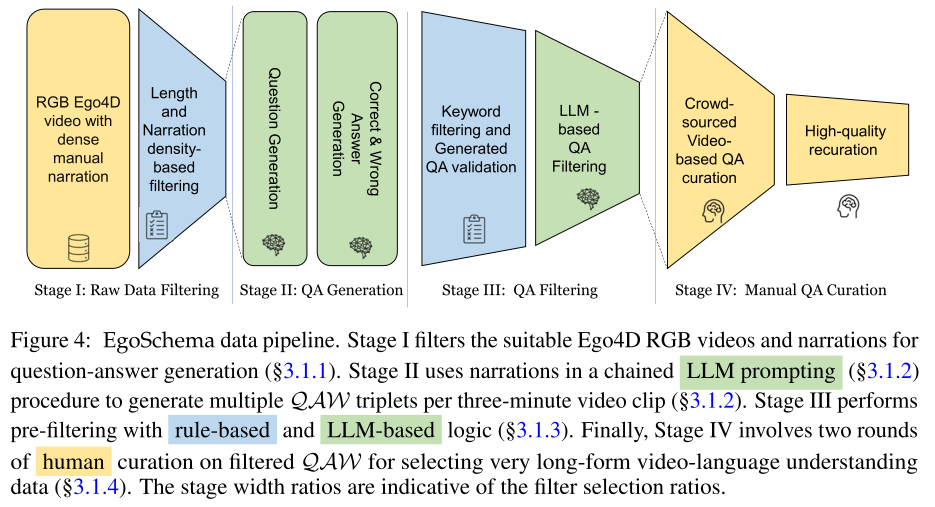 RGB Ego4D
video with
dense
manual
narration
Length
and
Narration
density-
based
filtering
Question Generation
Correct & Wrong
Answer
Generation
Keyword
filtering and
Generated
QA validation
LLM -
based
QA
Filtering
Crowd-
sourced
Video-
based QA
curation
High-quality
recuration
Stage I: Raw Data Filtering
Stage II: QA Generation
Stage III: QA Filtering
Stage IV: Manual QA Curation
Figure 4: EgoSchema data pipeline. Stage I filters the suitable Ego4D RGB videos and narrations for
question-answer generation (§3.1.1). Stage II uses narrations in a chained LLM prompting (§3.1.2)
procedure to generate multiple 𝒬𝒜𝒲 triplets per three-minute video clip (§3.1.2). Stage III performs
pre-filtering with rule-based and LLM-based logic (§3.1.3). Finally, Stage IV involves two rounds
of human curation on filtered 𝒬𝒜𝒲 for selecting very long-form video-language understanding
data (§3.1.4). The stage width ratios are indicative of the filter selection ratios.